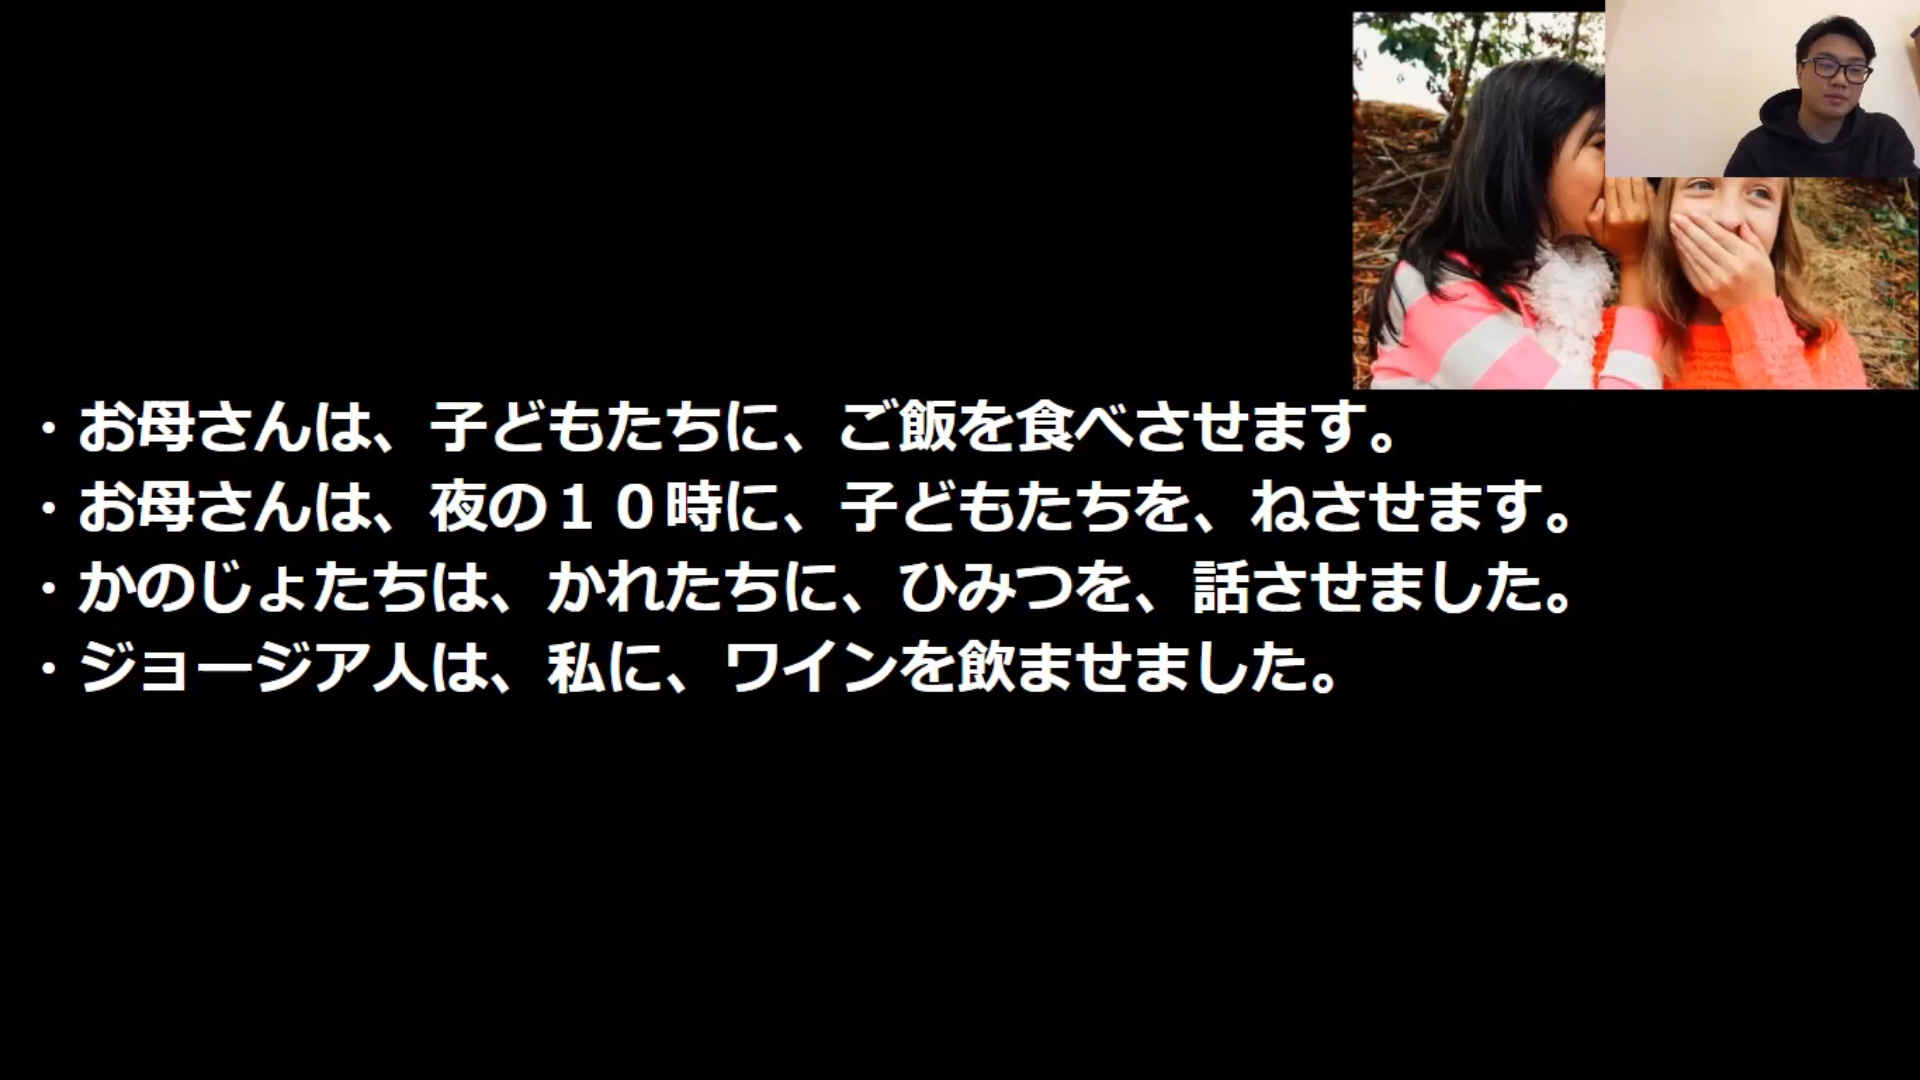 ・お母さんは、子どもたちに、ご飯を食べさせます。
・お母さんは、夜の１０時に、子どもたちを、ねさせます。
・かのじょたちは、かれたちに、ひみつを、話させました。
・ジョージア人は、私に、ワインを飲ませました。